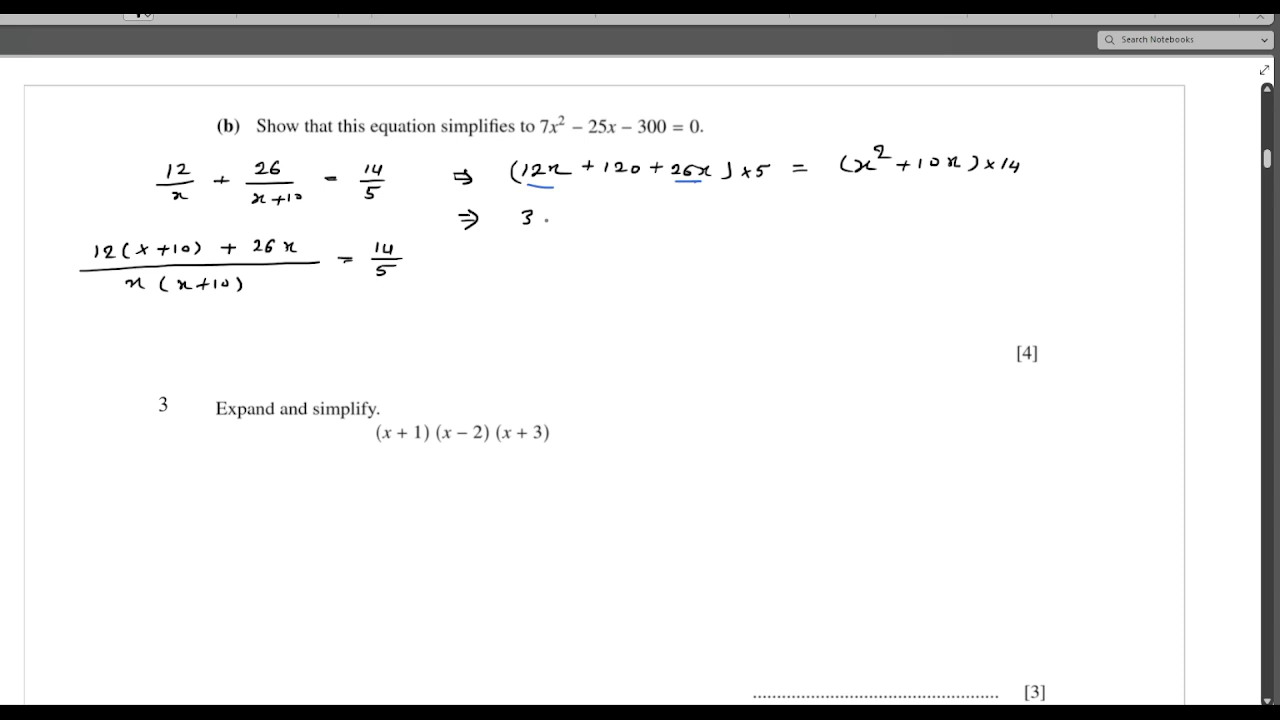 Search Notebooks
(b) Show that this equation simplifies to 7x² − 25x − 300 = 0.
12/x + 26/(x+10) = 14/5 ⇒ (12x + 120 + 26x) × 5 = (x² + 10x) × 14
⇒ 3
(12(x+10) + 26x)/(x(x+10)) = 14/5
[4]
3 Expand and simplify.
(x + 1) (x − 2) (x + 3)
[3]